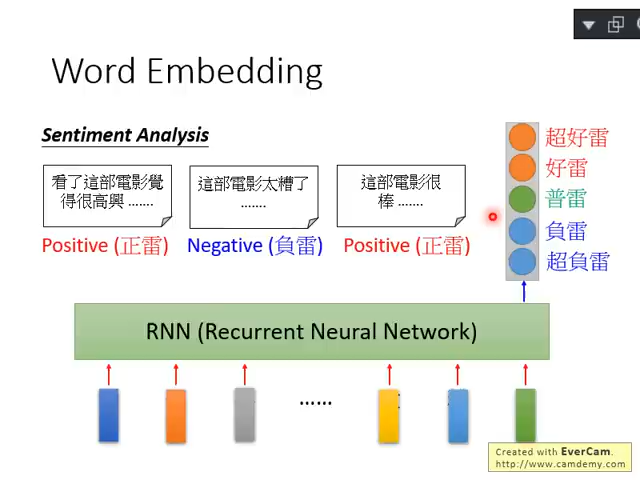 Word Embedding
Sentiment Analysis
看了這部電影覺
得很高興 …….
Positive (正雷)
這部電影太糟了
…….
Negative (負雷)
這部電影很
棒 …….
Positive (正雷)
超好雷
好雷
普雷
負雷
超負雷
RNN (Recurrent Neural Network)
……
Created with EverCam.
http://www.camdemy.com